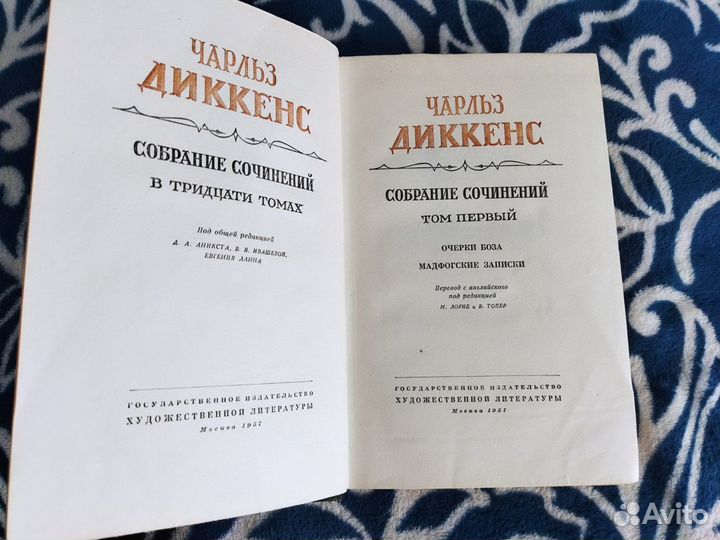 ЧАРЛЬЗ
ДИККЕНС
СОБРАНИЕ СОЧИНЕНИЙ
В ТРИДЦАТИ ТОМАХ
Под общей редакцией
А. А. АНИКСТА, В. В. ИВАШЕВОЙ,
ЕВГЕНИЯ ЛАННА
ГОСУДАРСТВЕННОЕ ИЗДАТЕЛЬСТВО
ХУДОЖЕСТВЕННОЙ ЛИТЕРАТУРЫ
Москва 1957
ЧАРЛЬЗ
ДИККЕНС
СОБРАНИЕ СОЧИНЕНИЙ
ТОМ ПЕРВЫЙ
ОЧЕРКИ БОЗА
МАДФОГСКИЕ ЗАПИСКИ
Перевод с английского
под редакцией
М. ЛОРИЕ и В. ТОПЕР
ГОСУДАРСТВЕННОЕ ИЗДАТЕЛЬСТВО
ХУДОЖЕСТВЕННОЙ ЛИТЕРАТУРЫ
Москва 1957
Avito